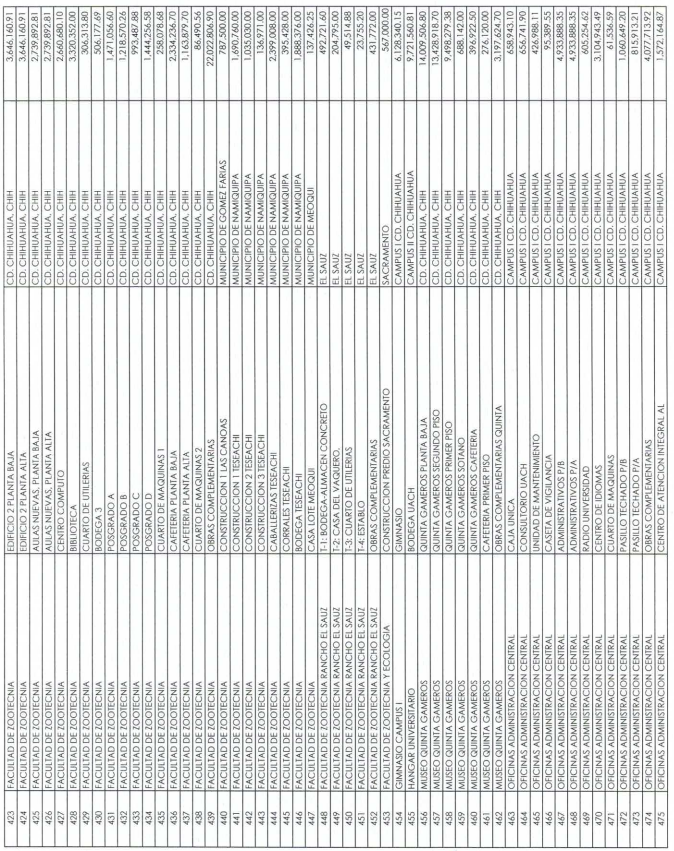 423 FACULTAD DE ZOOTECNIA EDIFICIO 2 PLANTA BAJA CD. CHIHUAHUA, CHIH 3,646,160.91
424 FACULTAD DE ZOOTECNIA EDIFICIO 2 PLANTA ALTA CD. CHIHUAHUA, CHIH 3,646,160.91
425 FACULTAD DE ZOOTECNIA AULAS NUEVAS, PLANTA BAJA CD. CHIHUAHUA, CHIH 2,739,892.81
426 FACULTAD DE ZOOTECNIA AULAS NUEVAS, PLANTA ALTA CD. CHIHUAHUA, CHIH 2,739,892.81
427 FACULTAD DE ZOOTECNIA CENTRO COMPUTO CD. CHIHUAHUA, CHIH 2,660,680.10
428 FACULTAD DE ZOOTECNIA BIBLIOTECA CD. CHIHUAHUA, CHIH 3,320,352.00
429 FACULTAD DE ZOOTECNIA CUARTO DE UTILERIAS CD. CHIHUAHUA, CHIH 306,313.80
430 FACULTAD DE ZOOTECNIA BODEGA 3 CD. CHIHUAHUA, CHIH 506,177.69
431 FACULTAD DE ZOOTECNIA POSGRADO A CD. CHIHUAHUA, CHIH 1,471,056.60
432 FACULTAD DE ZOOTECNIA POSGRADO B CD. CHIHUAHUA, CHIH 1,218,570.26
433 FACULTAD DE ZOOTECNIA POSGRADO C CD. CHIHUAHUA, CHIH 993,487.88
434 FACULTAD DE ZOOTECNIA POSGRADO D CD. CHIHUAHUA, CHIH 1,444,256.58
435 FACULTAD DE ZOOTECNIA CUARTO DE MAQUINAS 1 CD. CHIHUAHUA, CHIH 258,078.68
436 FACULTAD DE ZOOTECNIA CAFETERIA PLANTA BAJA CD. CHIHUAHUA, CHIH 2,334,236.70
437 FACULTAD DE ZOOTECNIA CAFETERIA PLANTA ALTA CD. CHIHUAHUA, CHIH 1,163,879.70
438 FACULTAD DE ZOOTECNIA CUARTO DE MAQUINAS 2 CD. CHIHUAHUA, CHIH 86,490.56
439 FACULTAD DE ZOOTECNIA OBRAS COMPLEMENTARIAS CD. CHIHUAHUA, CHIH 22,022,806.90
440 FACULTAD DE ZOOTECNIA CONSTRUCCION LAS CANOAS MUNICIPIO DE GOMEZ FARIAS 787,500.00
441 FACULTAD DE ZOOTECNIA CONSTRUCCION 1 TESEACHI MUNICIPIO DE NAMIQUIPA 1,690,760.00
442 FACULTAD DE ZOOTECNIA CONSTRUCCION 2 TESEACHI MUNICIPIO DE NAMIQUIPA 1,035,030.00
443 FACULTAD DE ZOOTECNIA CONSTRUCCION 3 TESEACHI MUNICIPIO DE NAMIQUIPA 136,971.00
444 FACULTAD DE ZOOTECNIA CABALLERIZAS TESEACHI MUNICIPIO DE NAMIQUIPA 2,399,008.00
445 FACULTAD DE ZOOTECNIA CORRALES TESEACHI MUNICIPIO DE NAMIQUIPA 395,428.00
446 FACULTAD DE ZOOTECNIA BODEGA TESEACHI MUNICIPIO DE NAMIQUIPA 1,888,376.00
447 FACULTAD DE ZOOTECNIA CASA LOTE MEOQUI MUNICIPIO DE MEOQUI 137,426.25
448 FACULTAD DE ZOOTECNIA RANCHO EL SAUZ T-1: BODEGA-ALMACEN CONCRETO EL SAUZ 492,271.60
449 FACULTAD DE ZOOTECNIA RANCHO EL SAUZ T-2: CASA DEL VAQUERO. EL SAUZ 204,795.00
450 FACULTAD DE ZOOTECNIA RANCHO EL SAUZ T-3: CUARTO DE UTILERIAS EL SAUZ 49,514.88
451 FACULTAD DE ZOOTECNIA RANCHO EL SAUZ T-4: ESTABLO EL SAUZ 23,755.20
452 FACULTAD DE ZOOTECNIA RANCHO EL SAUZ OBRAS COMPLEMENTARIAS EL SAUZ 431,772.00
453 FACULTAD DE ZOOTECNIA Y ECOLOGIA CONSTRUCCION PREDIO SACRAMENTO SACRAMENTO 567,000.00
454 GIMNASIO CAMPUS I GIMNASIO CAMPUS I CD. CHIHUAHUA 6,128,340.15
455 HANGAR UNIVERSITARIO BODEGA UACH CAMPUS II CD. CHIHUAHUA 9,721,560.81
456 MUSEO QUINTA GAMEROS QUINTA GAMEROS PLANTA BAJA CD. CHIHUAHUA, CHIH 14,009,506.80
457 MUSEO QUINTA GAMEROS QUINTA GAMEROS SEGUNDO PISO CD. CHIHUAHUA, CHIH 13,428,918.70
458 MUSEO QUINTA GAMEROS QUINTA GAMEROS PRIMER PISO CD. CHIHUAHUA, CHIH 9,498,279.38
459 MUSEO QUINTA GAMEROS QUINTA GAMEROS SOTANO CD. CHIHUAHUA, CHIH 688,142.00
460 MUSEO QUINTA GAMEROS QUINTA GAMEROS CAFETERIA CD. CHIHUAHUA, CHIH 396,922.50
461 MUSEO QUINTA GAMEROS CAFETERIA PRIMER PISO CD. CHIHUAHUA, CHIH 276,120.00
462 MUSEO QUINTA GAMEROS OBRAS COMPLEMENTARIAS QUINTA CD. CHIHUAHUA, CHIH 3,197,624.70
463 OFICINAS ADMINISTRACION CENTRAL CAJA UNICA CAMPUS I CD. CHIHUAHUA 658,943.10
464 OFICINAS ADMINISTRACION CENTRAL CONSULTORIO UACH CAMPUS I CD. CHIHUAHUA 656,741.90
465 OFICINAS ADMINISTRACION CENTRAL UNIDAD DE MANTENIMIENTO CAMPUS I CD. CHIHUAHUA 426,988.11
466 OFICINAS ADMINISTRACION CENTRAL CASETA DE VIGILANCIA CAMPUS I CD. CHIHUAHUA 95,389.55
467 OFICINAS ADMINISTRACION CENTRAL ADMINISTRATIVOS P/B CAMPUS I CD. CHIHUAHUA 4,933,888.35
468 OFICINAS ADMINISTRACION CENTRAL ADMINISTRATIVOS P/A CAMPUS I CD. CHIHUAHUA 4,933,888.35
469 OFICINAS ADMINISTRACION CENTRAL RADIO UNIVERSIDAD CAMPUS I CD. CHIHUAHUA 605,254.62
470 OFICINAS ADMINISTRACION CENTRAL CENTRO DE IDIOMAS CAMPUS I CD. CHIHUAHUA 3,104,943.49
471 OFICINAS ADMINISTRACION CENTRAL CUARTO DE MAQUINAS CAMPUS I CD. CHIHUAHUA 61,536.59
472 OFICINAS ADMINISTRACION CENTRAL PASILLO TECHADO P/B CAMPUS I CD. CHIHUAHUA 1,060,649.20
473 OFICINAS ADMINISTRACION CENTRAL PASILLO TECHADO P/A CAMPUS I CD. CHIHUAHUA 815,913.21
474 OFICINAS ADMINISTRACION CENTRAL OBRAS COMPLEMENTARIAS CAMPUS I CD. CHIHUAHUA 4,077,713.92
475 OFICINAS ADMINISTRACION CENTRAL CENTRO DE ATENCION INTEGRAL AL CAMPUS I CD. CHIHUAHUA 1,572,164.87